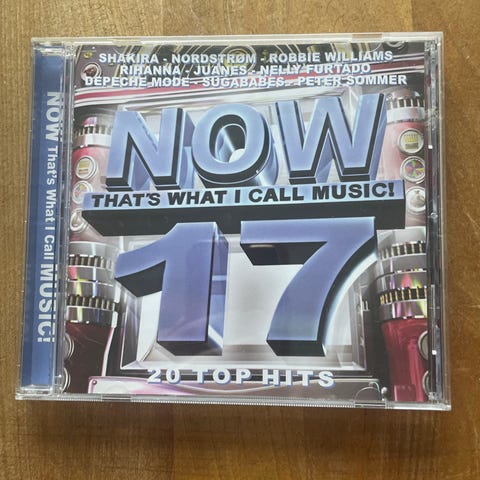 SHAKIRA - NORDSTRØM - ROBBIE WILLIAMS
RIHANNA - JUANES - NELLY FURTADO
DEPECHE MODE - SUGABABES - PETER SOMMER
NOW
THAT'S WHAT I CALL MUSIC!
17
20 TOP HITS
NOW That's What I Call MUSIC!